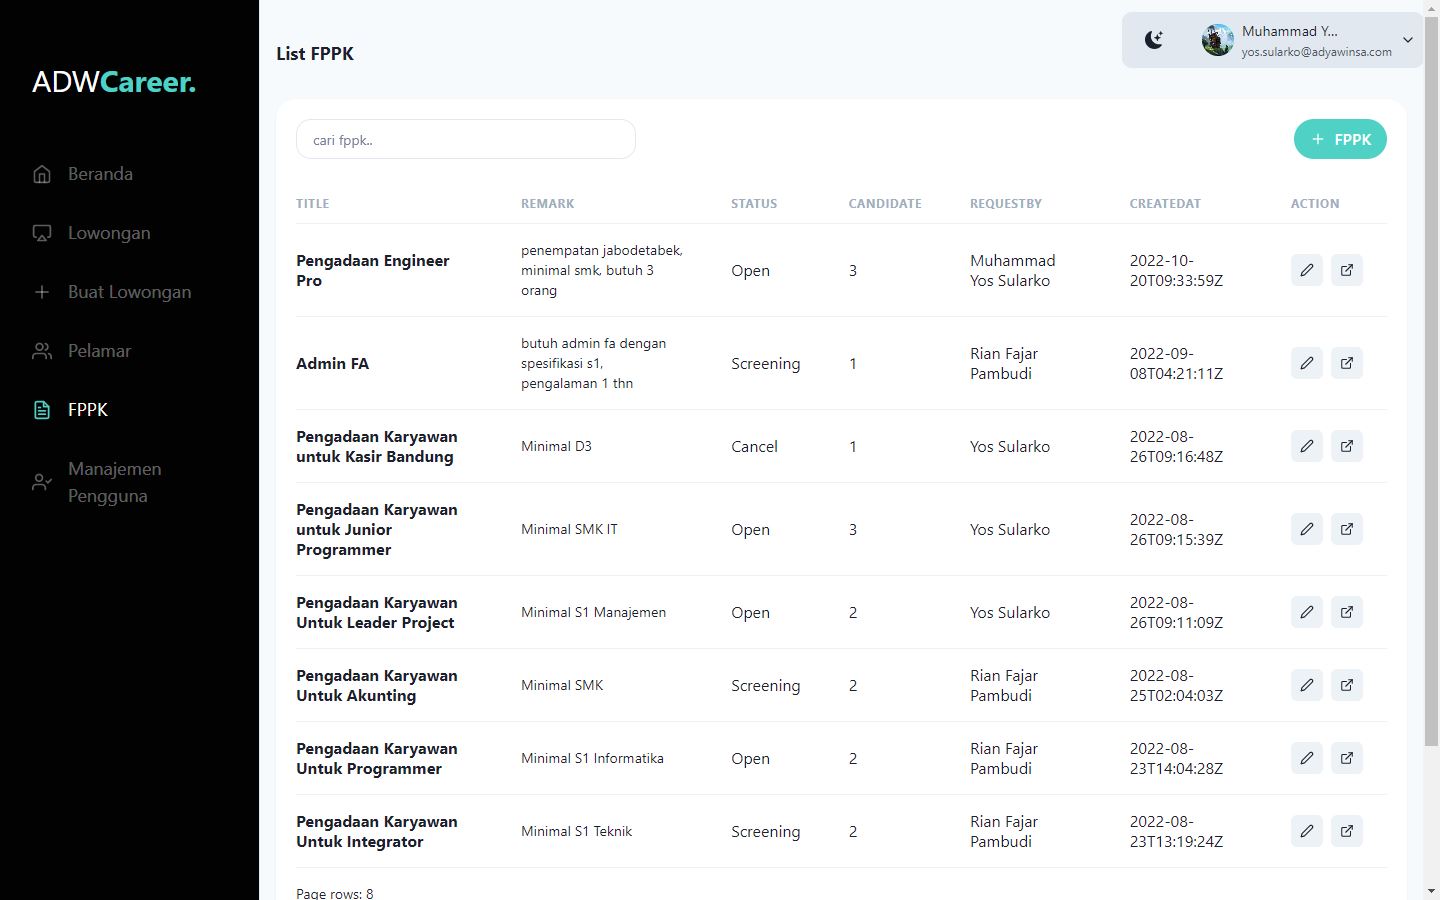 ADWCareer.
Beranda
Lowongan
Buat Lowongan
Pelamar
FPPK
Manajemen
Pengguna
List FPPK
Muhammad Y...
yos.sularko@adyawinsa.com
cari fppk..
+ FPPK
TITLE REMARK STATUS CANDIDATE REQUESTBY CREATEDAT ACTION
Pengadaan Engineer
Pro
penempatan jabodetabek,
minimal smk, butuh 3
orang
Open
3
Muhammad
Yos Sularko
2022-10-
20T09:33:59Z
Admin FA
butuh admin fa dengan
spesifikasi s1,
pengalaman 1 thn
Screening
1
Rian Fajar
Pambudi
2022-09-
08T04:21:11Z
Pengadaan Karyawan
untuk Kasir Bandung
Minimal D3
Cancel
1
Yos Sularko
2022-08-
26T09:16:48Z
Pengadaan Karyawan
untuk Junior
Programmer
Minimal SMK IT
Open
3
Yos Sularko
2022-08-
26T09:15:39Z
Pengadaan Karyawan
Untuk Leader Project
Minimal S1 Manajemen
Open
2
Yos Sularko
2022-08-
26T09:11:09Z
Pengadaan Karyawan
Untuk Akunting
Minimal SMK
Screening
2
Rian Fajar
Pambudi
2022-08-
25T02:04:03Z
Pengadaan Karyawan
Untuk Programmer
Minimal S1 Informatika
Open
2
Rian Fajar
Pambudi
2022-08-
23T14:04:28Z
Pengadaan Karyawan
Untuk Integrator
Minimal S1 Teknik
Screening
2
Rian Fajar
Pambudi
2022-08-
23T13:19:24Z
Page rows: 8